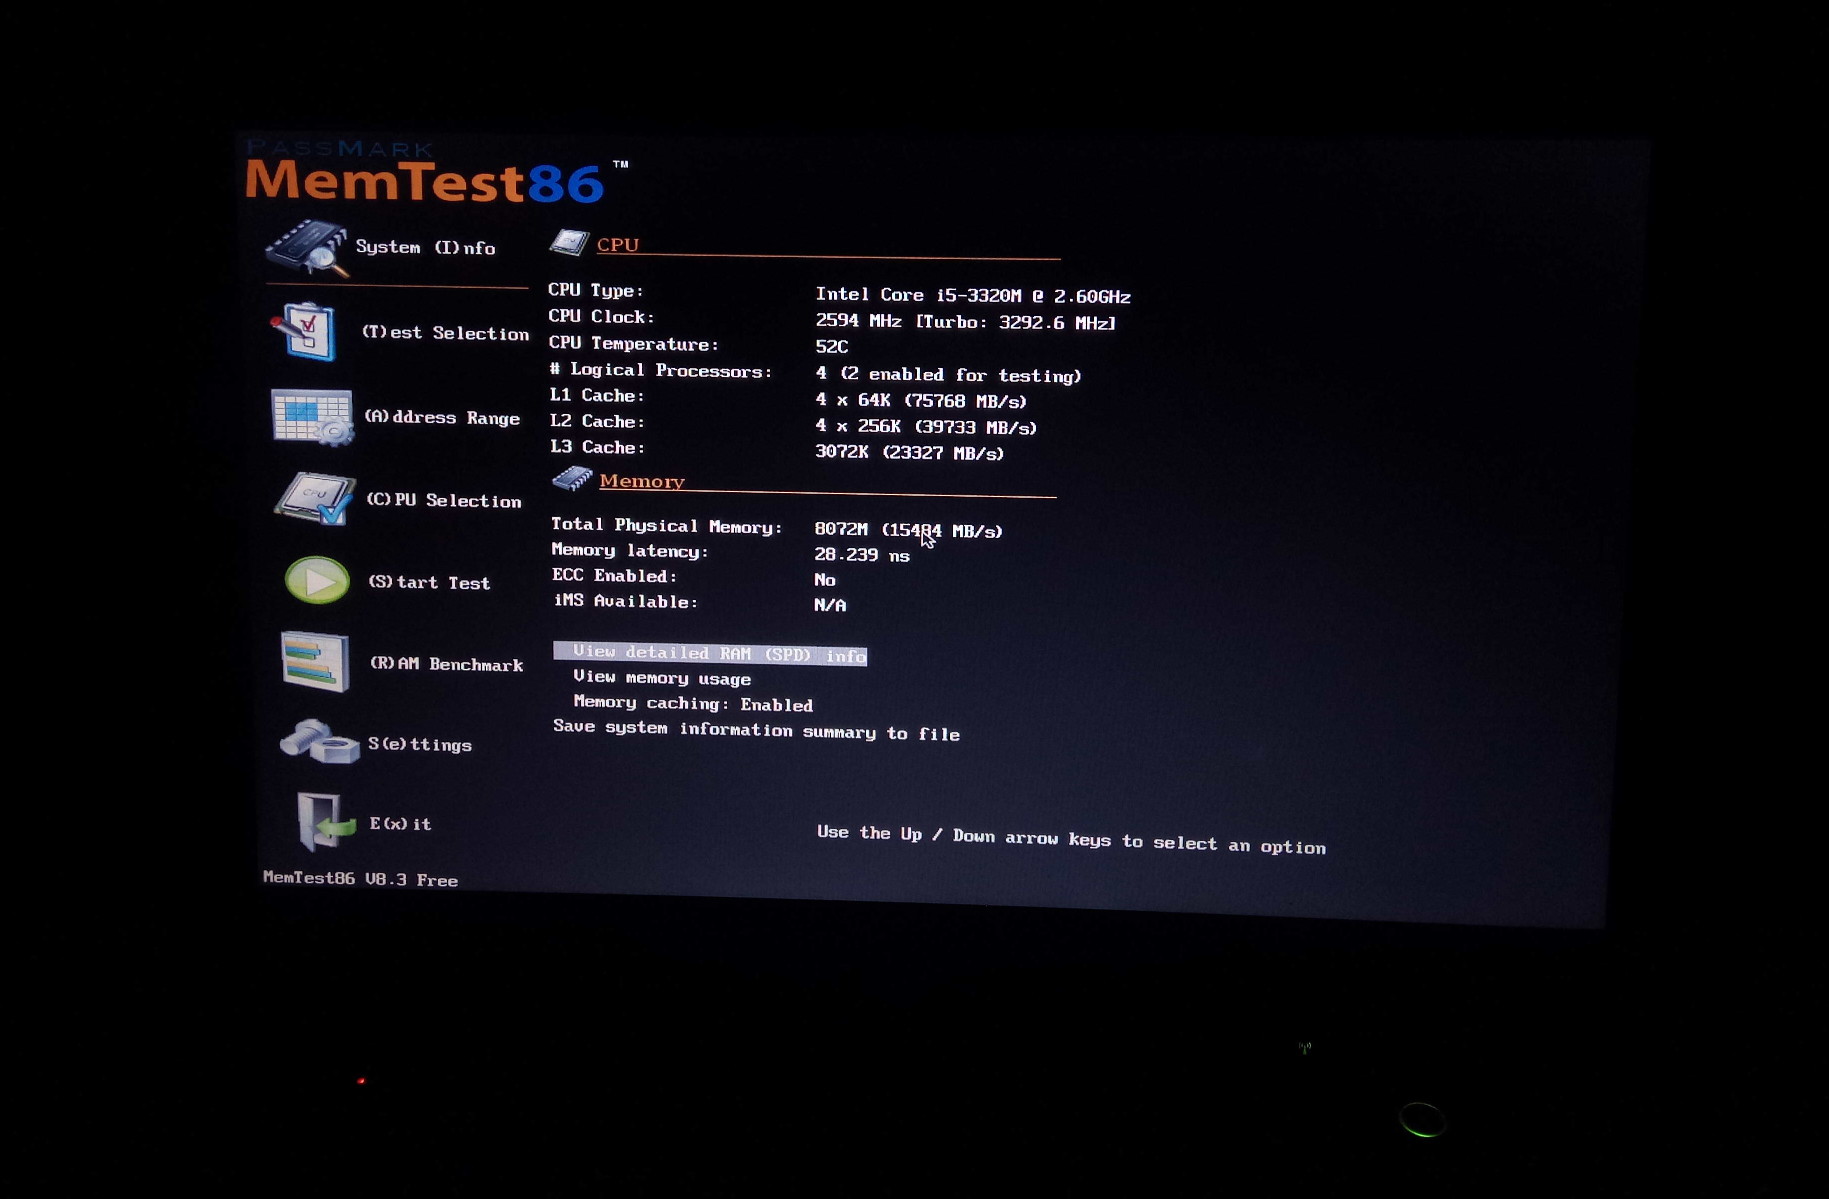 PASSMARK
MemTest86 ™
System (I)nfo
(T)est Selection
(A)ddress Range
(C)PU Selection
(S)tart Test
(R)AM Benchmark
S(e)ttings
E(x)it
MemTest86 V8.3 Free
CPU
CPU Type: Intel Core i5-3320M @ 2.60GHz
CPU Clock: 2594 MHz [Turbo: 3292.6 MHz]
CPU Temperature: 52C
# Logical Processors: 4 (2 enabled for testing)
L1 Cache: 4 x 64K (75768 MB/s)
L2 Cache: 4 x 256K (39733 MB/s)
L3 Cache: 3072K (23327 MB/s)
Memory
Total Physical Memory: 8072M (15484 MB/s)
Memory latency: 28.239 ns
ECC Enabled: No
iMS Available: N/A
View detailed RAM (SPD) info
View memory usage
Memory caching: Enabled
Save system information summary to file
Use the Up / Down arrow keys to select an option